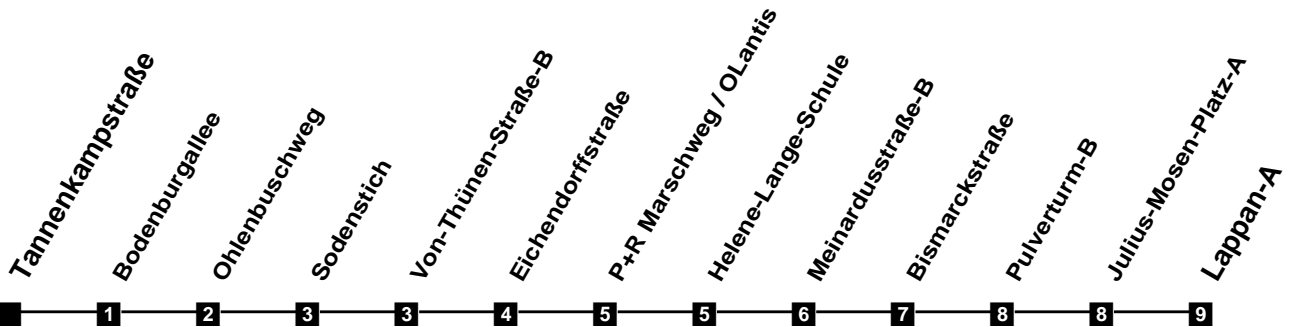 Tannenkampstraße
Bodenburgallee
Ohlenbuschweg
Sodenstich
Von-Thünen-Straße-B
Eichendorffstraße
P+R Marschweg / OLantis
Helene-Lange-Schule
Meinardusstraße-B
Bismarckstraße
Pulverturm-B
Julius-Mosen-Platz-A
Lappan-A
1 2 3 3 4 5 5 6 7 8 8 9